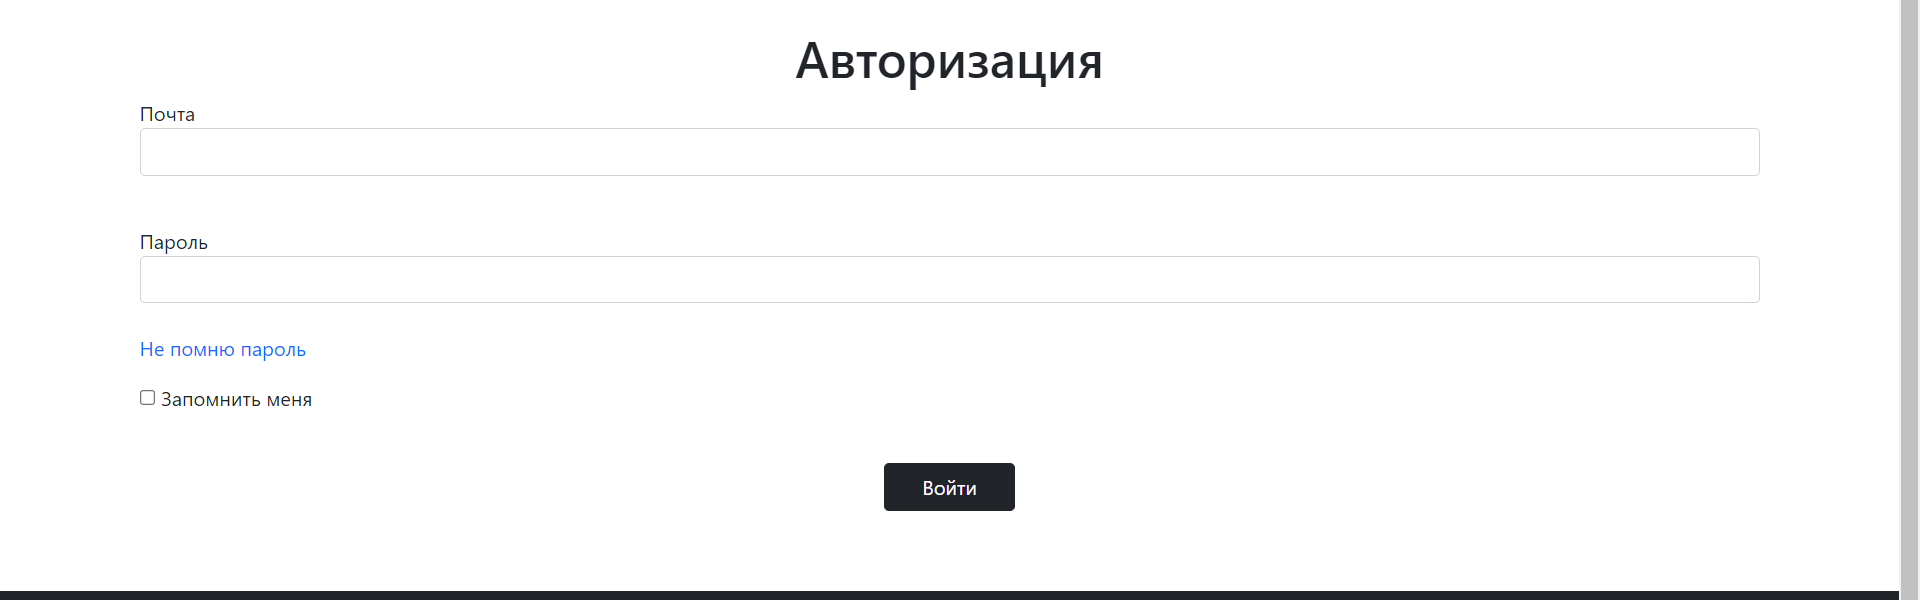 Авторизация
Почта
Пароль
Не помню пароль
Запомнить меня
Войти